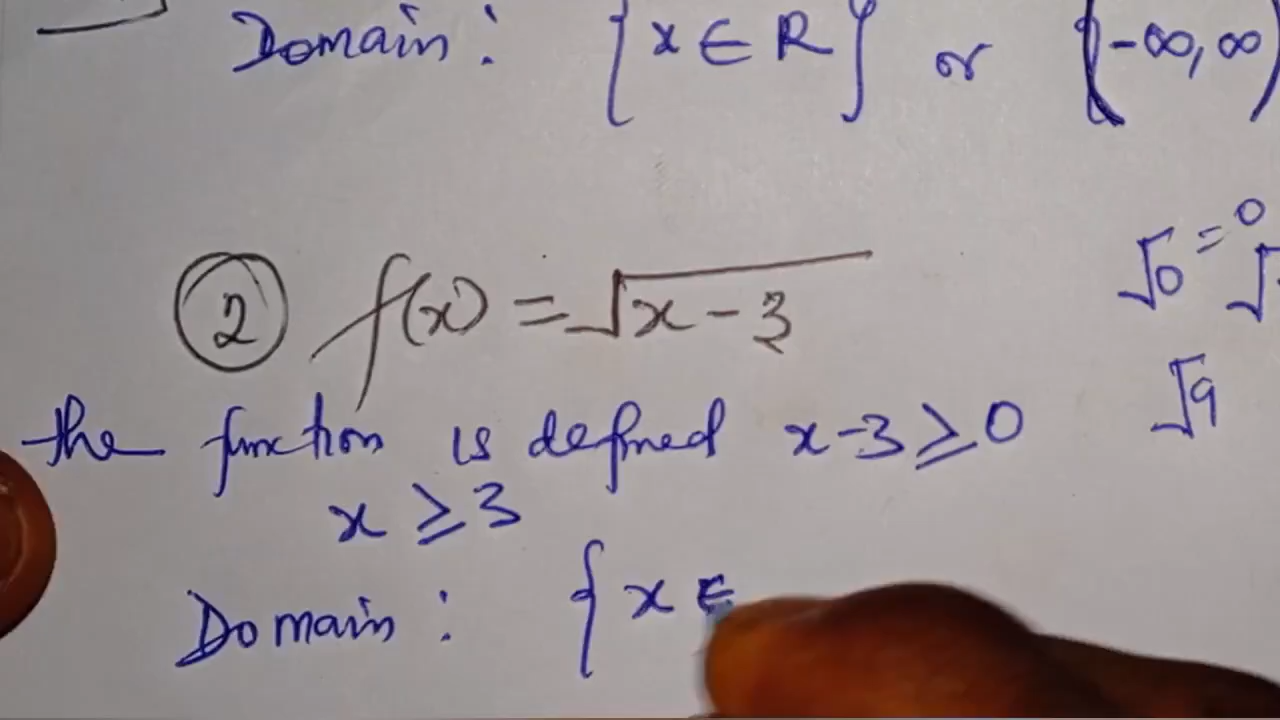 Domain: {x ∈ R} or (-∞, ∞)
② f(x) = √x-3
√0 = 0 √
√9
the function is defined x-3 ≥ 0
x ≥ 3
Domain: { x ∈